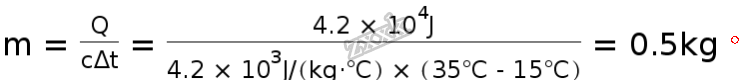 m = Q/cΔt = 4.2 × 10⁴J / 4.2 × 10³J/(kg·℃) × (35℃ - 15℃) = 0.5kg 。